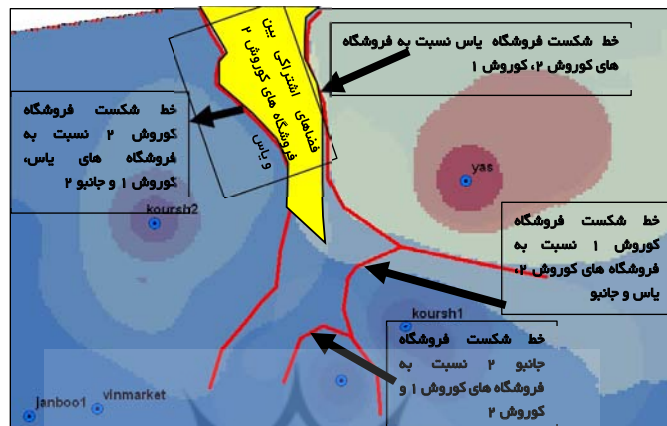 خط شکست فروشگاه یاس نسبت به فروشگاه
های کوروش ۲، کوروش ۱
فضاهای اشتراکی بین
فروشگاه های کوروش ۲
و یاس
خط شکست فروشگاه
کوروش ۲ نسبت به
فروشگاه های یاس،
کوروش ۱ و جانبو ۲
yas
koursh2
خط شکست فروشگاه
کوروش ۱ نسبت به
فروشگاه های کوروش ۲،
یاس و جانبو
koursh1
خط شکست فروشگاه
جانبو ۲ نسبت به
فروشگاه های کوروش ۱ و
کوروش ۲
janboo1
vinmarket